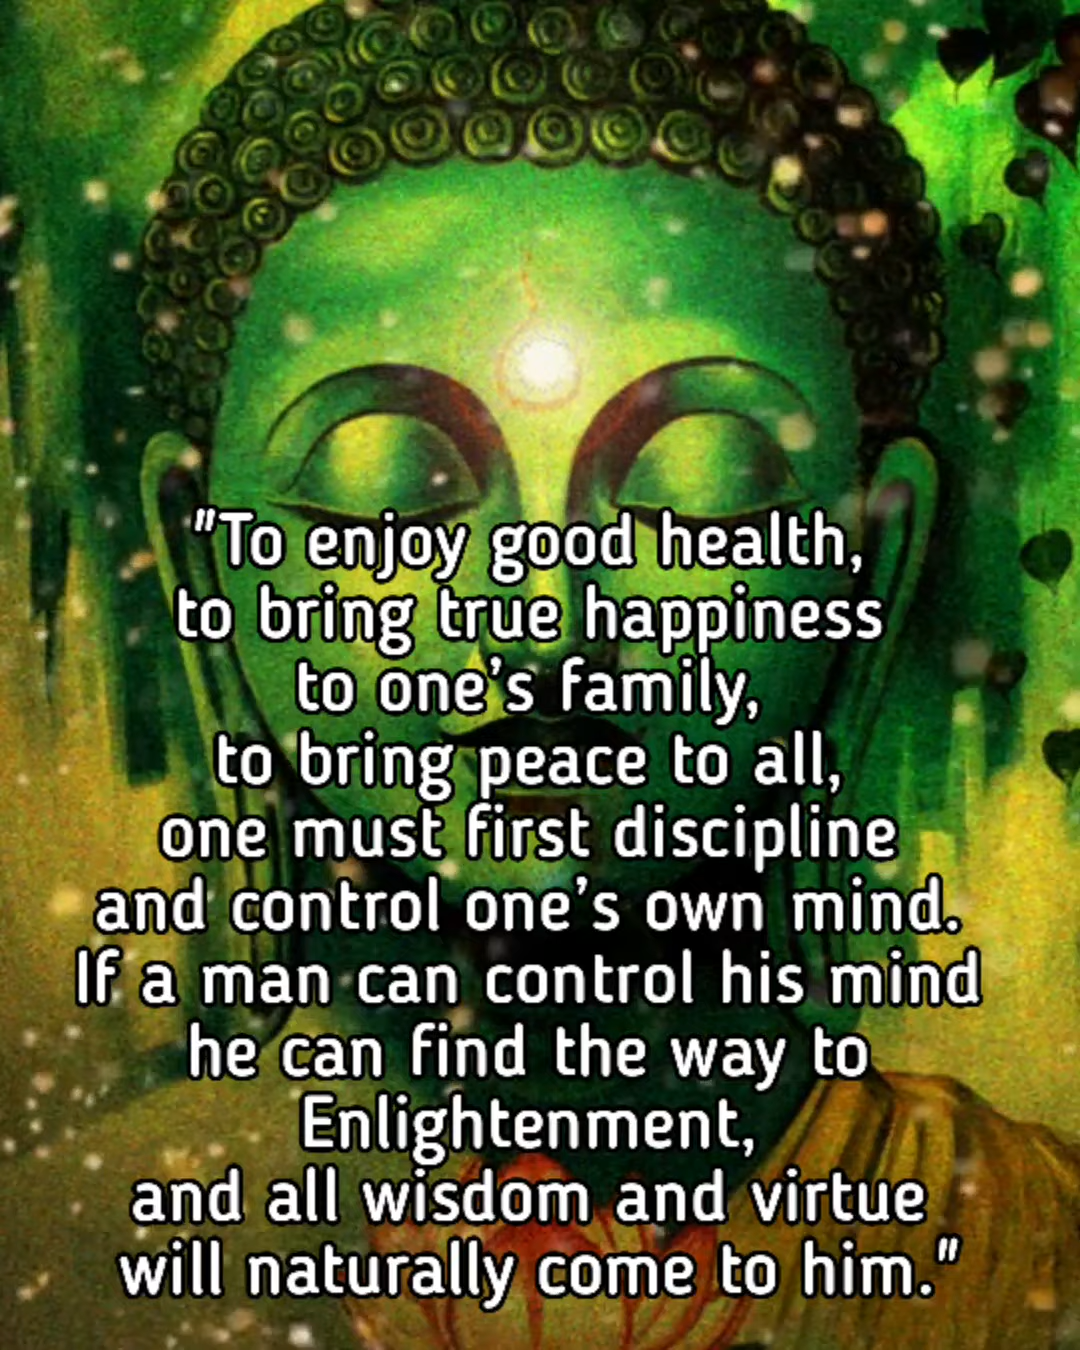 "To enjoy good health,
to bring true happiness
to one’s family,
to bring peace to all,
one must first discipline
and control one’s own mind.
If a man can control his mind
he can find the way to
Enlightenment,
and all wisdom and virtue
will naturally come to him."